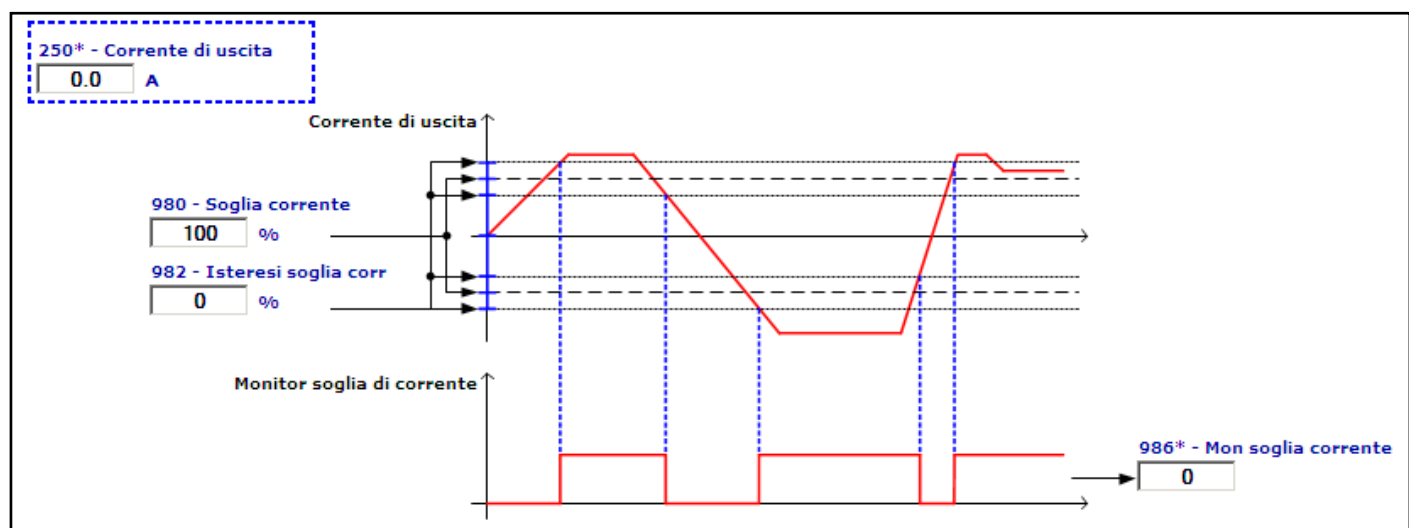 250* - Corrente di uscita
0.0 A
Corrente di uscita
980 - Soglia corrente
100 %
982 - Isteresi soglia corr
0 %
Monitor soglia di corrente
986* - Mon soglia corrente
0